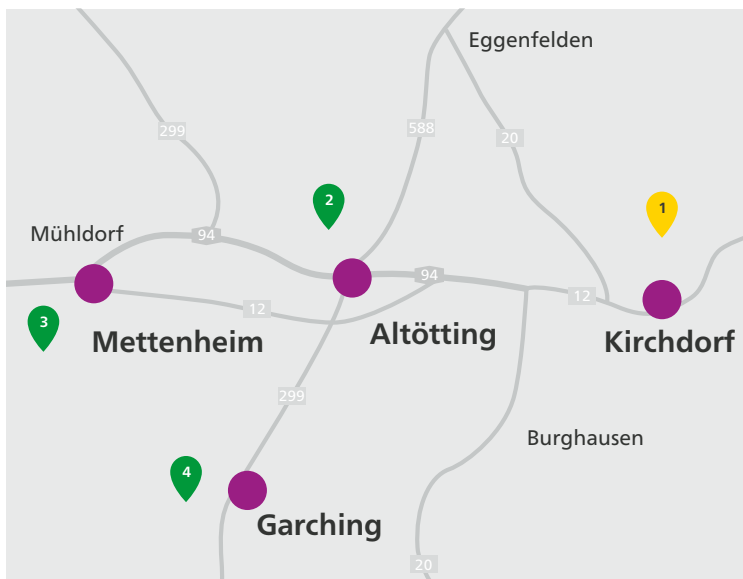 Eggenfelden
299
588
20
2
1
Mühldorf
94
94
12
12
3
Mettenheim
Altötting
Kirchdorf
299
Burghausen
4
Garching
20